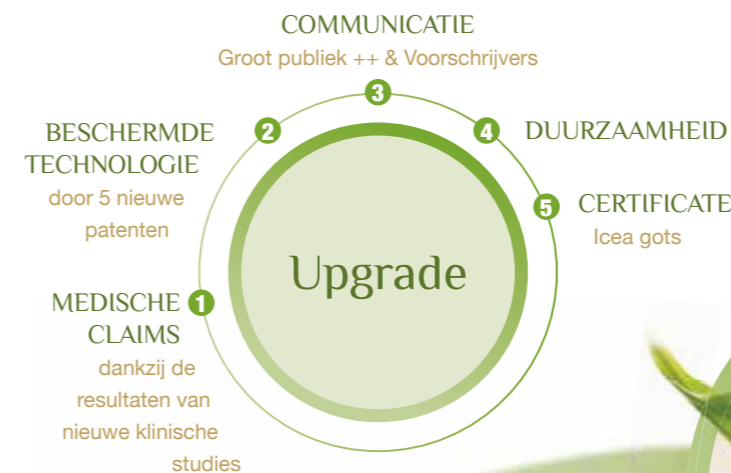 COMMUNICATIE
Groot publiek ++ & Voorschrijvers
3
2
4
BESCHERMDE
TECHNOLOGIE
door 5 nieuwe
patenten
DUURZAAMHEID
5
CERTIFICATE
Icea gots
Upgrade
MEDISCHE
CLAIMS
1
dankzij de
resultaten van
nieuwe klinische
studies